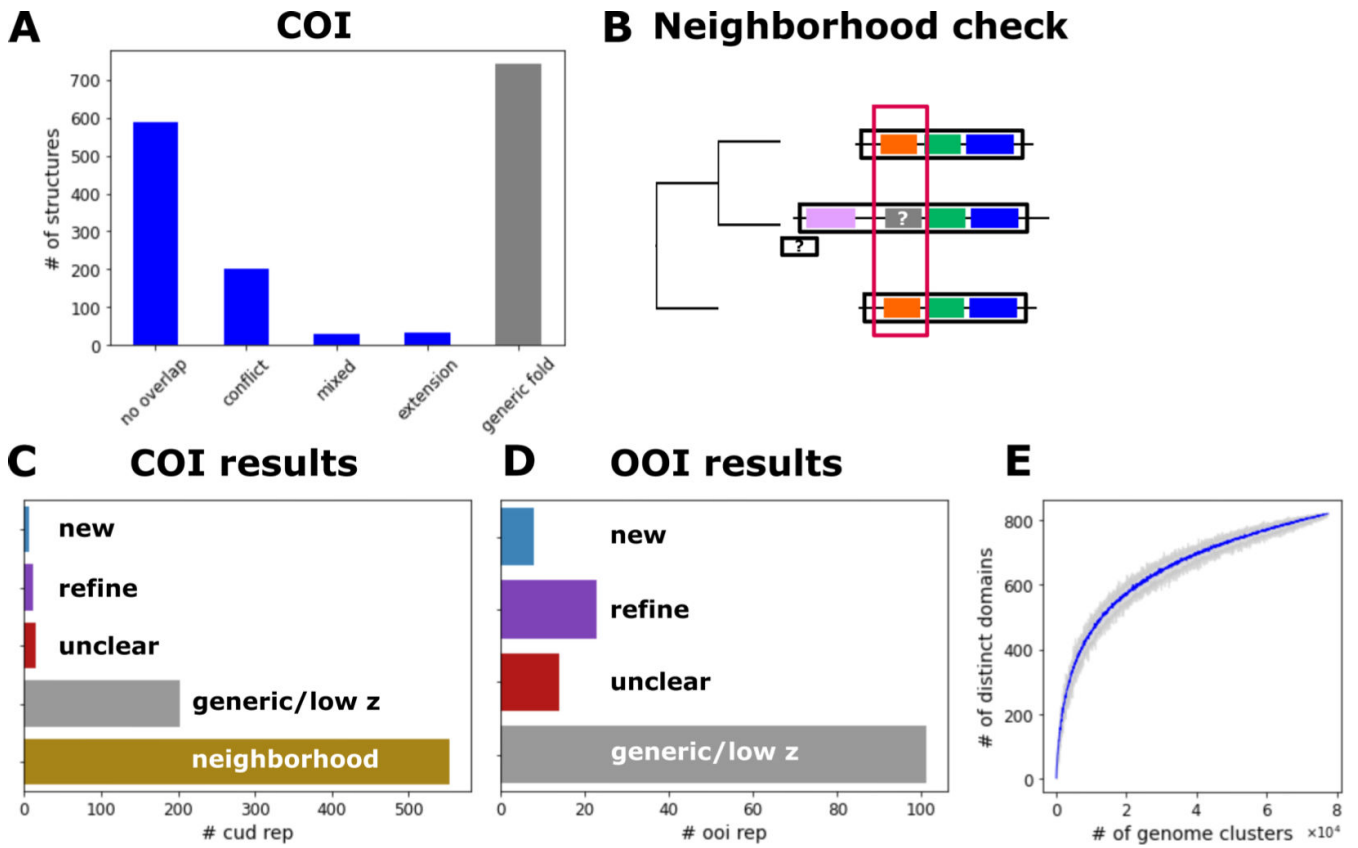 A
COI
# of structures
700
600
500
400
300
200
100
0
no overlap
conflict
mixed
extension
generic fold
B
Neighborhood check
?
?
C
COI results
new
refine
unclear
generic/low z
neighborhood
0
100
200
300
400
500
# cud rep
D
OOI results
new
refine
unclear
generic/low z
0
20
40
60
80
100
# ooi rep
E
# of distinct domains
800
600
400
200
0
0
2
4
6
8
# of genome clusters
×10⁴